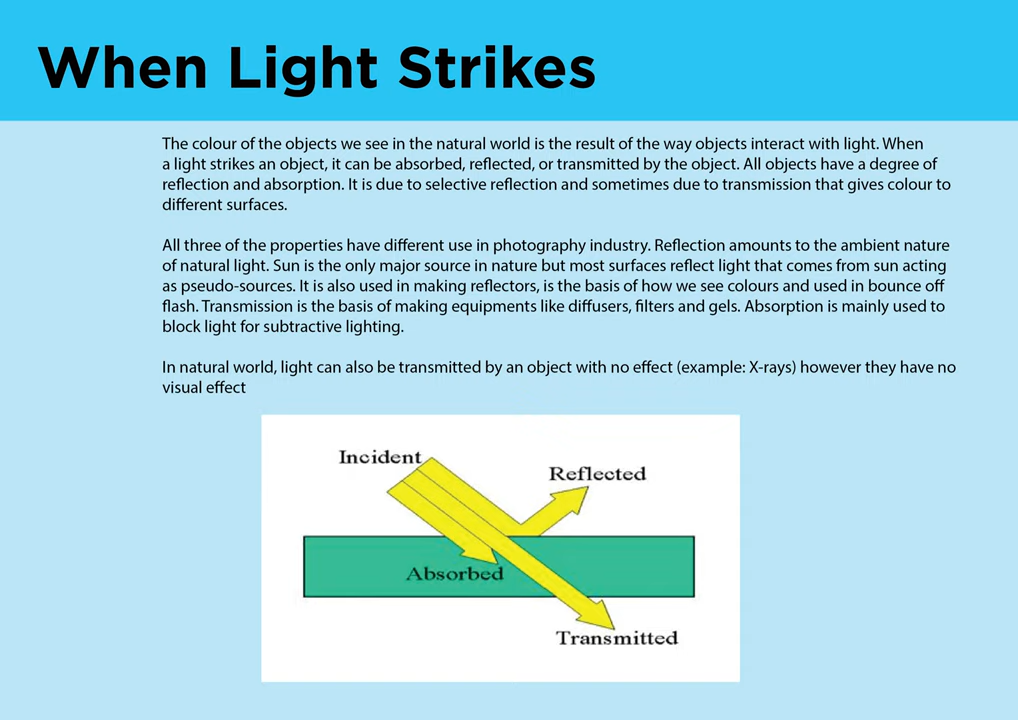 When Light Strikes
The colour of the objects we see in the natural world is the result of the way objects interact with light. When
a light strikes an object, it can be absorbed, reflected, or transmitted by the object. All objects have a degree of
reflection and absorption. It is due to selective reflection and sometimes due to transmission that gives colour to
different surfaces.
All three of the properties have different use in photography industry. Reflection amounts to the ambient nature
of natural light. Sun is the only major source in nature but most surfaces reflect light that comes from sun acting
as pseudo-sources. It is also used in making reflectors, is the basis of how we see colours and used in bounce off
flash. Transmission is the basis of making equipments like diffusers, filters and gels. Absorption is mainly used to
block light for subtractive lighting.
In natural world, light can also be transmitted by an object with no effect (example: X-rays) however they have no
visual effect
Incident
Reflected
Absorbed
Transmitted